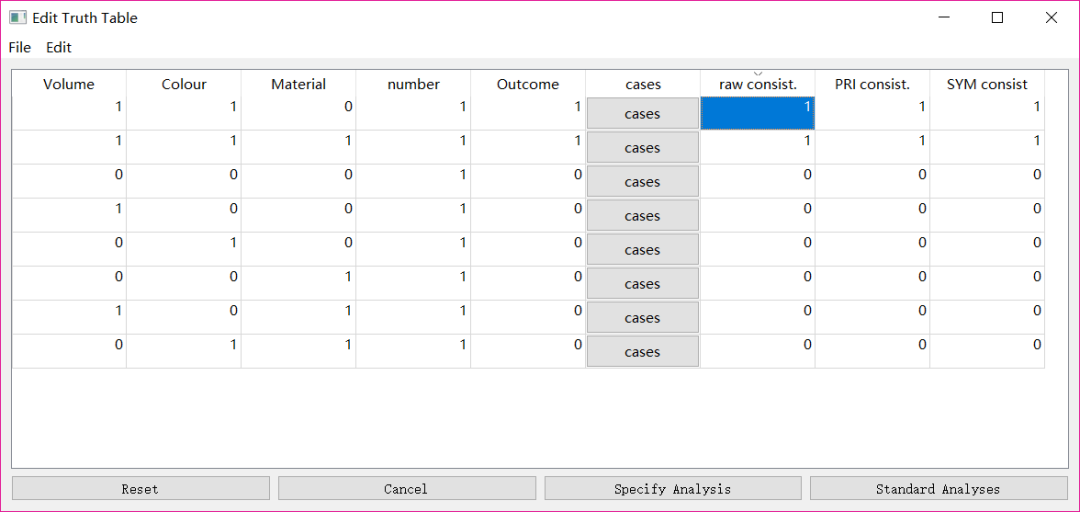 Edit Truth Table
File Edit
Volume Colour Material number Outcome cases raw consist. PRI consist. SYM consist
1 1 0 1 1 cases 1 1 1
1 1 1 1 1 cases 1 1 1
0 0 0 1 0 cases 0 0 0
1 0 0 1 0 cases 0 0 0
0 1 0 1 0 cases 0 0 0
0 0 1 1 0 cases 0 0 0
1 0 1 1 0 cases 0 0 0
0 1 1 1 0 cases 0 0 0
Reset Cancel Specify Analysis Standard Analyses